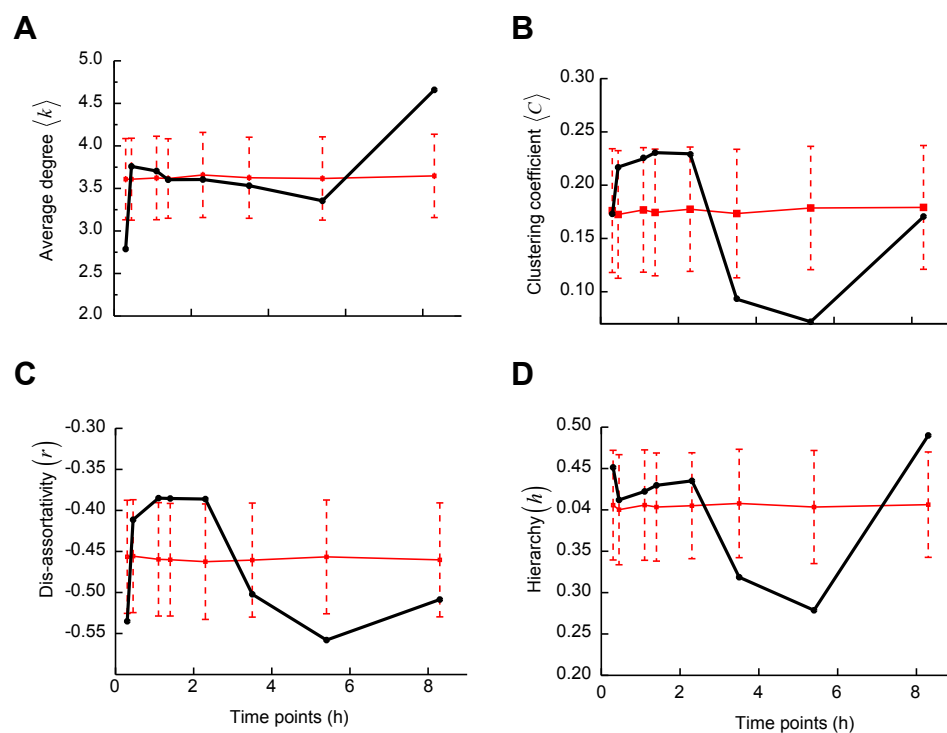 A
Average degree ⟨k⟩
5.0
4.5
4.0
3.5
3.0
2.5
2.0
B
Clustering coefficient ⟨C⟩
0.30
0.25
0.20
0.15
0.10
C
Dis-assortativity (r)
-0.30
-0.35
-0.40
-0.45
-0.50
-0.55
0 2 4 6 8
Time points (h)
D
Hierarchy (h)
0.50
0.45
0.40
0.35
0.30
0.25
0.20
0 2 4 6 8
Time points (h)